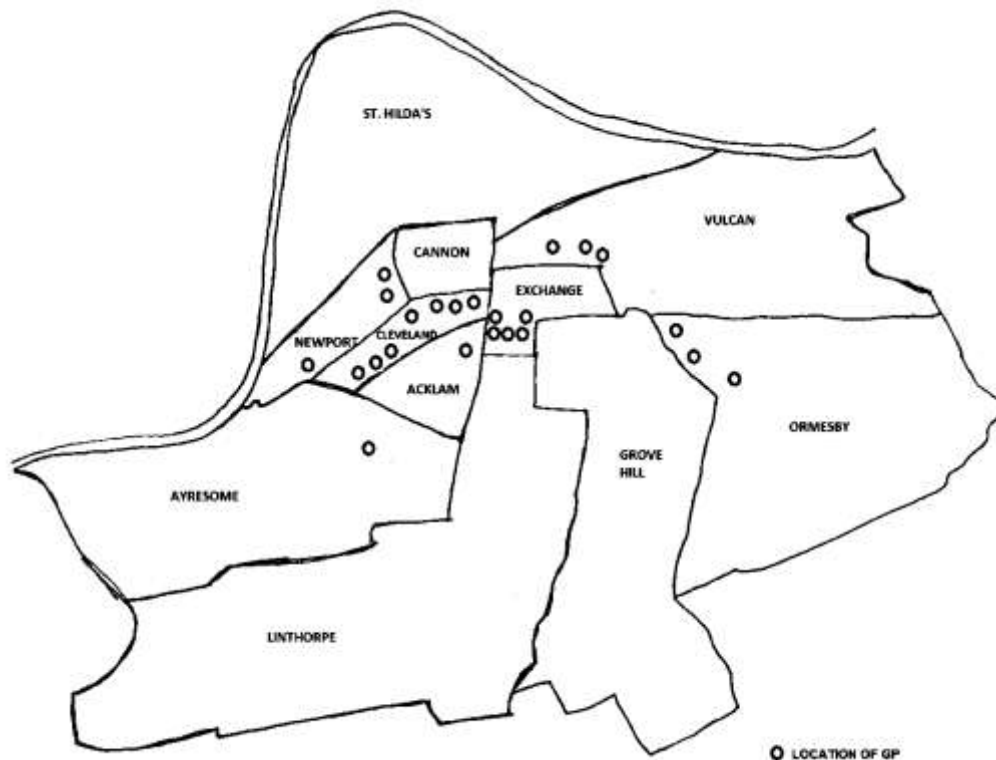 ST. HILDA'S
VULCAN
CANNON
EXCHANGE
NEWPORT
CLEVELAND
ACKLAM
ORMESBY
GROVE
HILL
AYRESOME
LINTHORPE
LOCATION OF GP